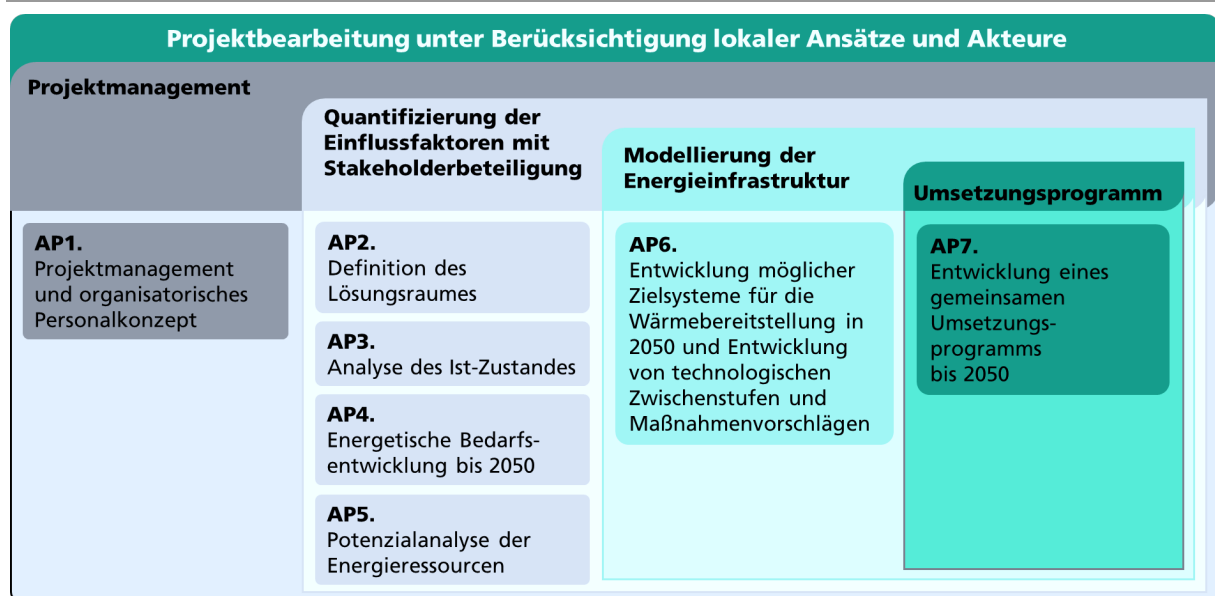 Projektbearbeitung unter Berücksichtigung lokaler Ansätze und Akteure
Projektmanagement
Quantifizierung der
Einflussfaktoren mit
Stakeholderbeteiligung
Modellierung der
Energieinfrastruktur
Umsetzungsprogramm
AP1.
Projektmanagement
und organisatorisches
Personalkonzept
AP2.
Definition des
Lösungsraumes
AP3.
Analyse des Ist-Zustandes
AP4.
Energetische Bedarfs-
entwicklung bis 2050
AP5.
Potenzialanalyse der
Energieressourcen
AP6.
Entwicklung möglicher
Zielsysteme für die
Wärmebereitstellung in
2050 und Entwicklung
von technologischen
Zwischenstufen und
Maßnahmenvorschlägen
AP7.
Entwicklung eines
gemeinsamen
Umsetzungs-
programms
bis 2050